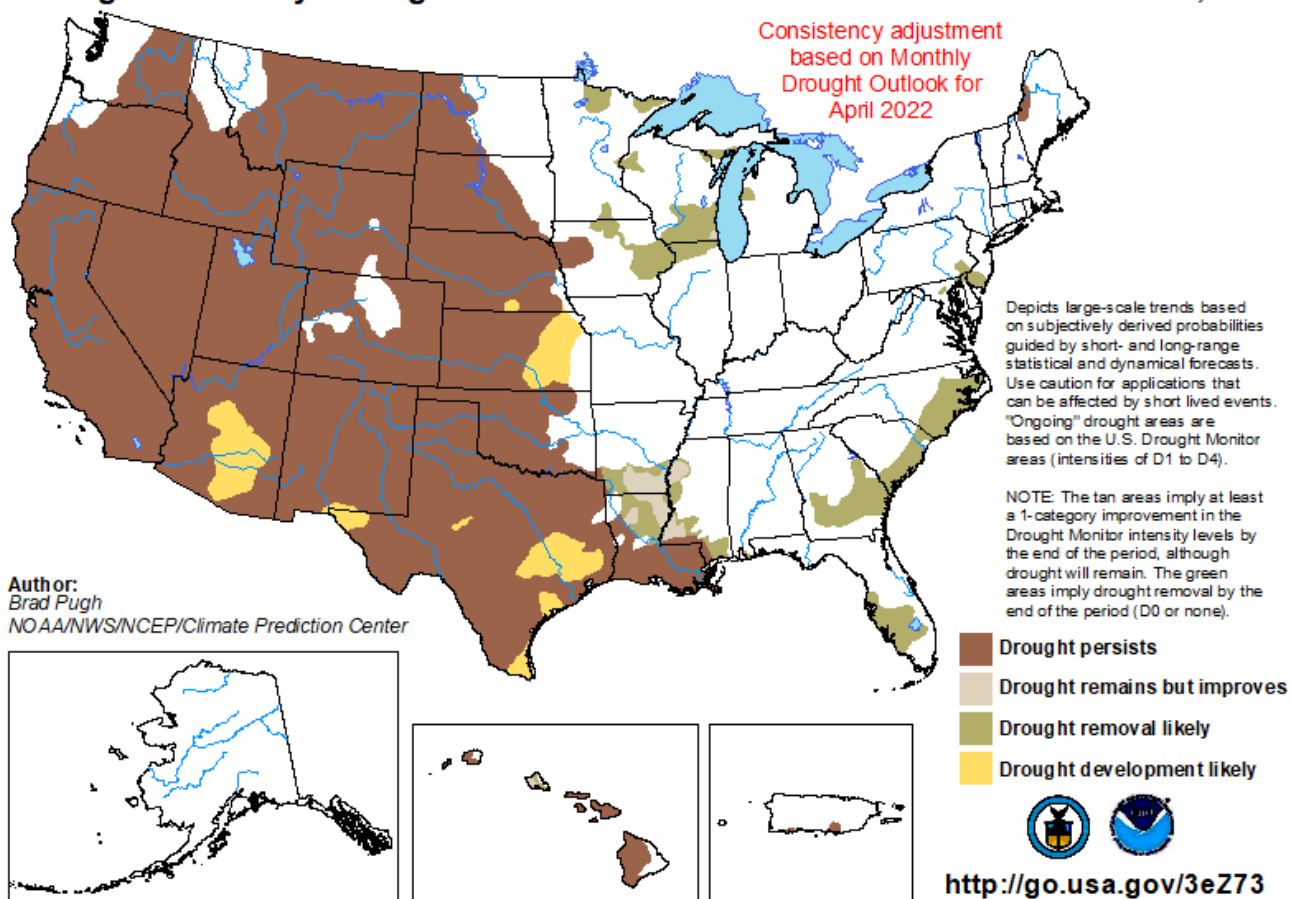 Consistency adjustment
based on Monthly
Drought Outlook for
April 2022
Depicts large-scale trends based
on subjectively derived probabilities
guided by short- and long-range
statistical and dynamical forecasts.
Use caution for applications that
can be affected by short lived events.
"Ongoing" drought areas are
based on the U.S. Drought Monitor
areas (intensities of D1 to D4).
NOTE: The tan areas imply at least
a 1-category improvement in the
Drought Monitor intensity levels by
the end of the period, although
drought will remain. The green
areas imply drought removal by the
end of the period (D0 or none).
Author:
Brad Pugh
NOAA/NWS/NCEP/Climate Prediction Center
Drought persists
Drought remains but improves
Drought removal likely
Drought development likely
http://go.usa.gov/3eZ73